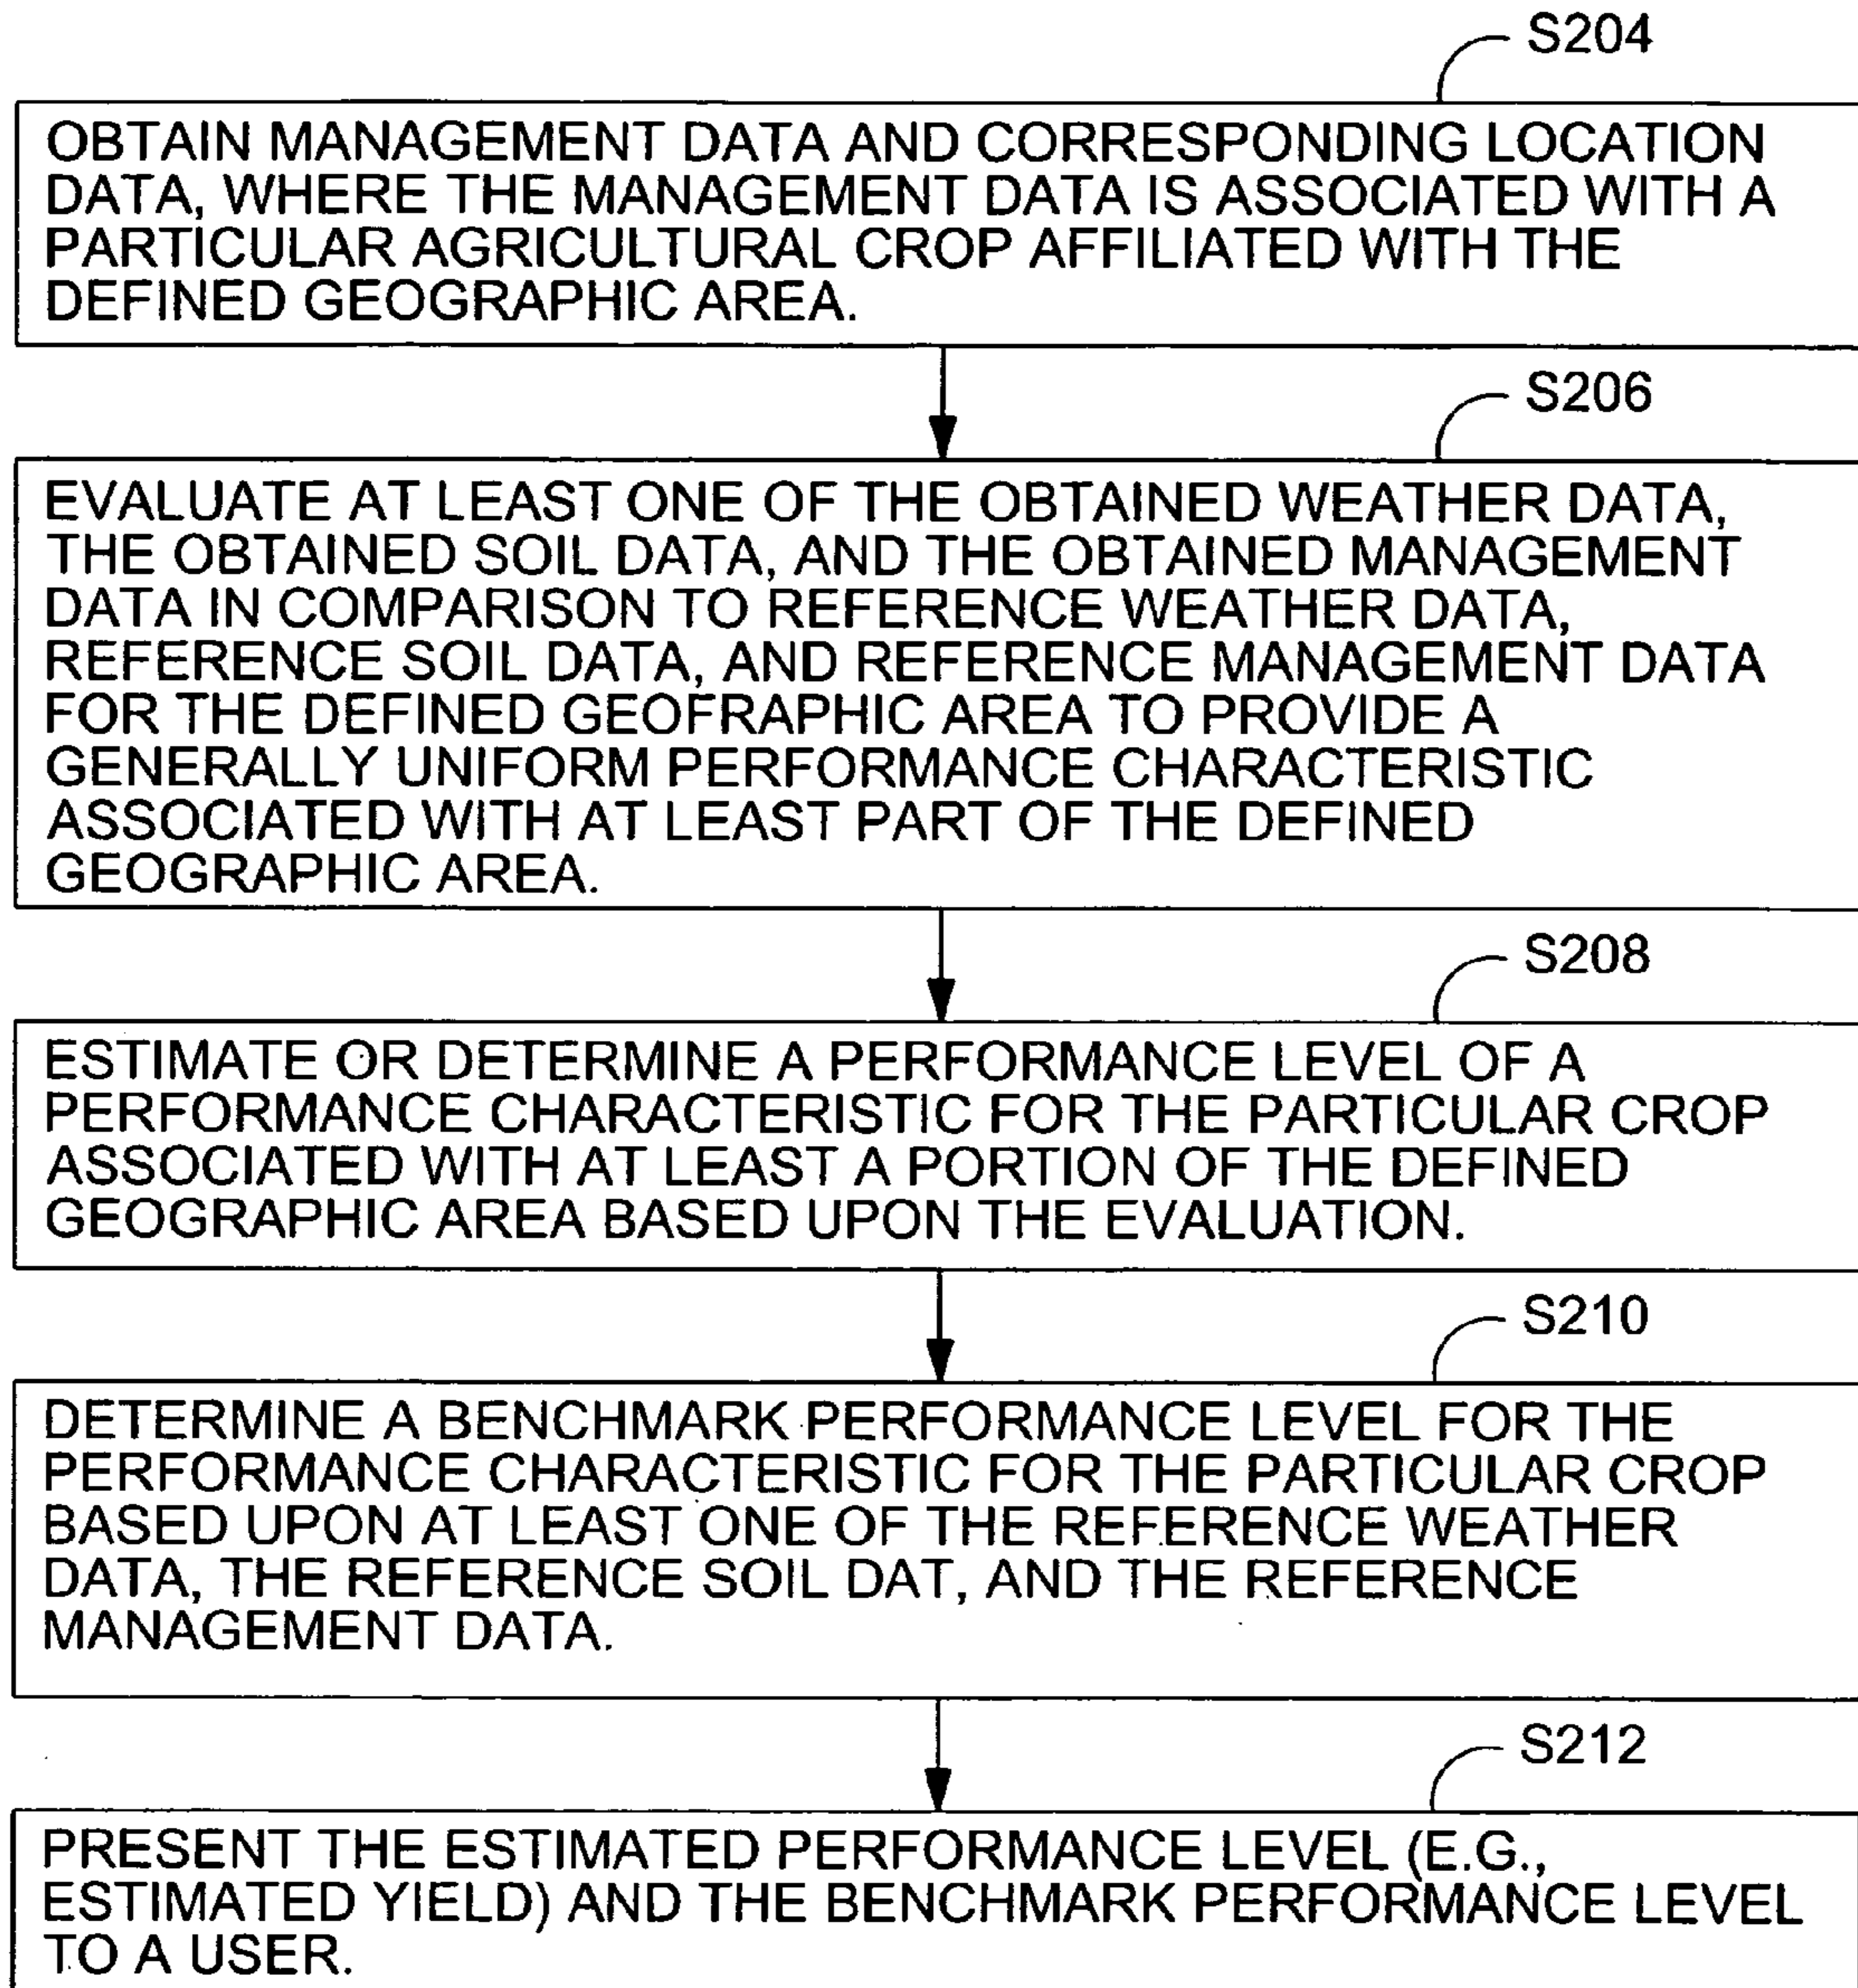 S204
OBTAIN MANAGEMENT DATA AND CORRESPONDING LOCATION
DATA, WHERE THE MANAGEMENT DATA IS ASSOCIATED WITH A
PARTICULAR AGRICULTURAL CROP AFFILIATED WITH THE
DEFINED GEOGRAPHIC AREA.
S206
EVALUATE AT LEAST ONE OF THE OBTAINED WEATHER DATA,
THE OBTAINED SOIL DATA, AND THE OBTAINED MANAGEMENT
DATA IN COMPARISON TO REFERENCE WEATHER DATA,
REFERENCE SOIL DATA, AND REFERENCE MANAGEMENT DATA
FOR THE DEFINED GEOFRAPHIC AREA TO PROVIDE A
GENERALLY UNIFORM PERFORMANCE CHARACTERISTIC
ASSOCIATED WITH AT LEAST PART OF THE DEFINED
GEOGRAPHIC AREA.
S208
ESTIMATE OR DETERMINE A PERFORMANCE LEVEL OF A
PERFORMANCE CHARACTERISTIC FOR THE PARTICULAR CROP
ASSOCIATED WITH AT LEAST A PORTION OF THE DEFINED
GEOGRAPHIC AREA BASED UPON THE EVALUATION.
S210
DETERMINE A BENCHMARK PERFORMANCE LEVEL FOR THE
PERFORMANCE CHARACTERISTIC FOR THE PARTICULAR CROP
BASED UPON AT LEAST ONE OF THE REFERENCE WEATHER
DATA, THE REFERENCE SOIL DAT, AND THE REFERENCE
MANAGEMENT DATA.
S212
PRESENT THE ESTIMATED PERFORMANCE LEVEL (E.G.,
ESTIMATED YIELD) AND THE BENCHMARK PERFORMANCE LEVEL
TO A USER.